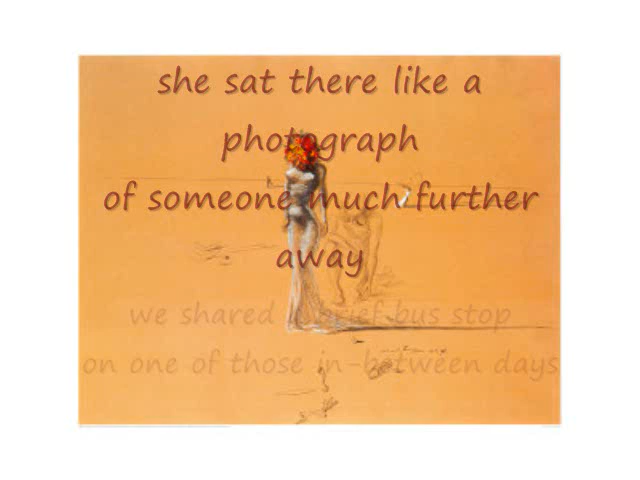 she sat there like a
photograph
of someone much further
away
we shared a brief bus stop
on one of those in-between days